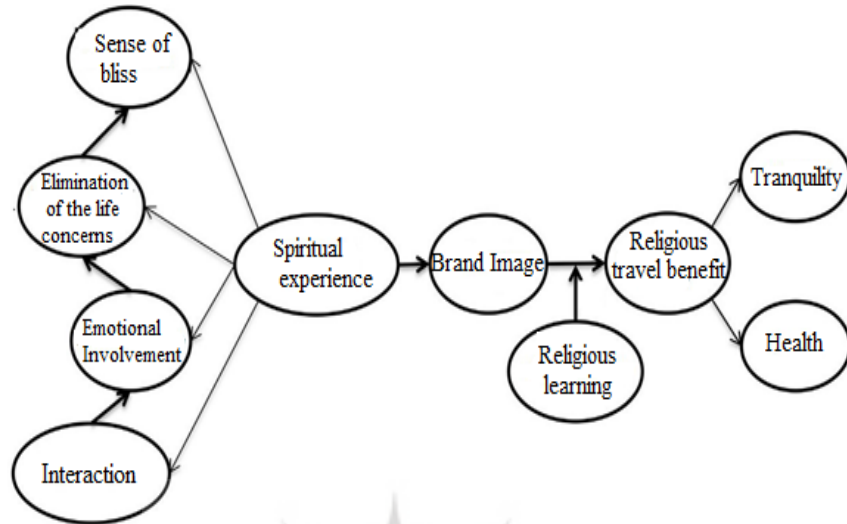 Sense of
bliss
Elimination
of the life
concerns
Emotional
Involvement
Interaction
Spiritual
experience
Brand Image
Religious
learning
Religious
travel benefit
Tranquility
Health